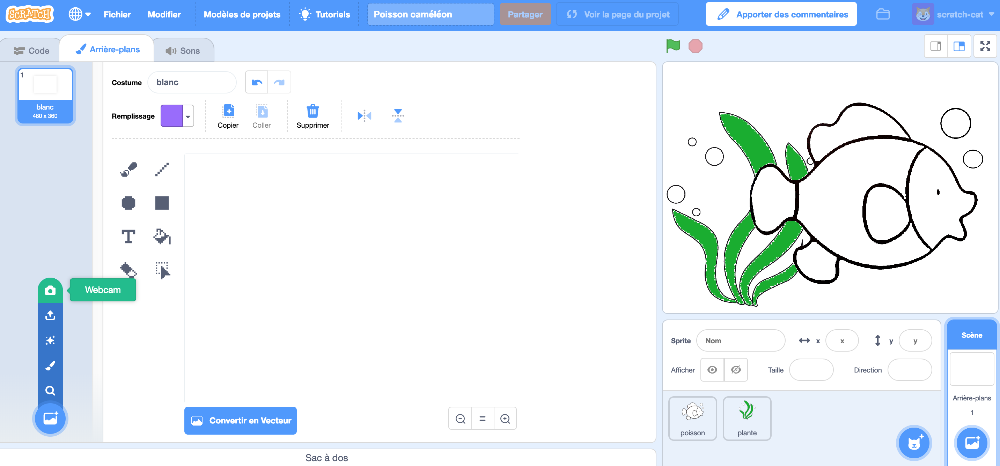 SCRATCH
Fichier
Modifier
Modèles de projets
Tutoriels
Poisson caméléon
Partager
Voir la page du projet
Apporter des commentaires
scratch-cat
Code
Arrière-plans
Sons
1
blanc
480 x 360
Costume
blanc
Remplissage
Copier
Coller
Supprimer
Webcam
Convertir en Vecteur
Sac à dos
Sprite
Nom
x
x
y
y
Afficher
Taille
Direction
poisson
plante
Scène
Arrière-plans
1